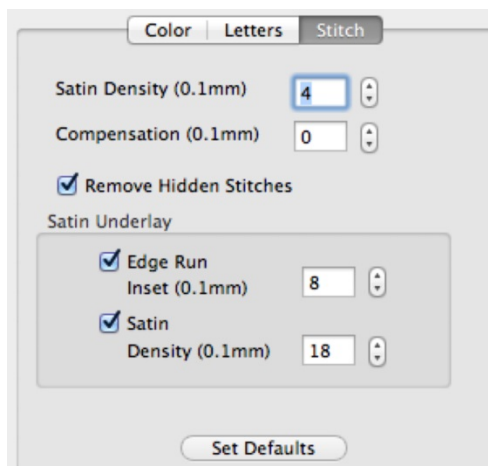 Color Letters Stitch
Satin Density (0.1mm) 4
Compensation (0.1mm) 0
Remove Hidden Stitches
Satin Underlay
Edge Run
Inset (0.1mm) 8
Satin
Density (0.1mm) 18
Set Defaults